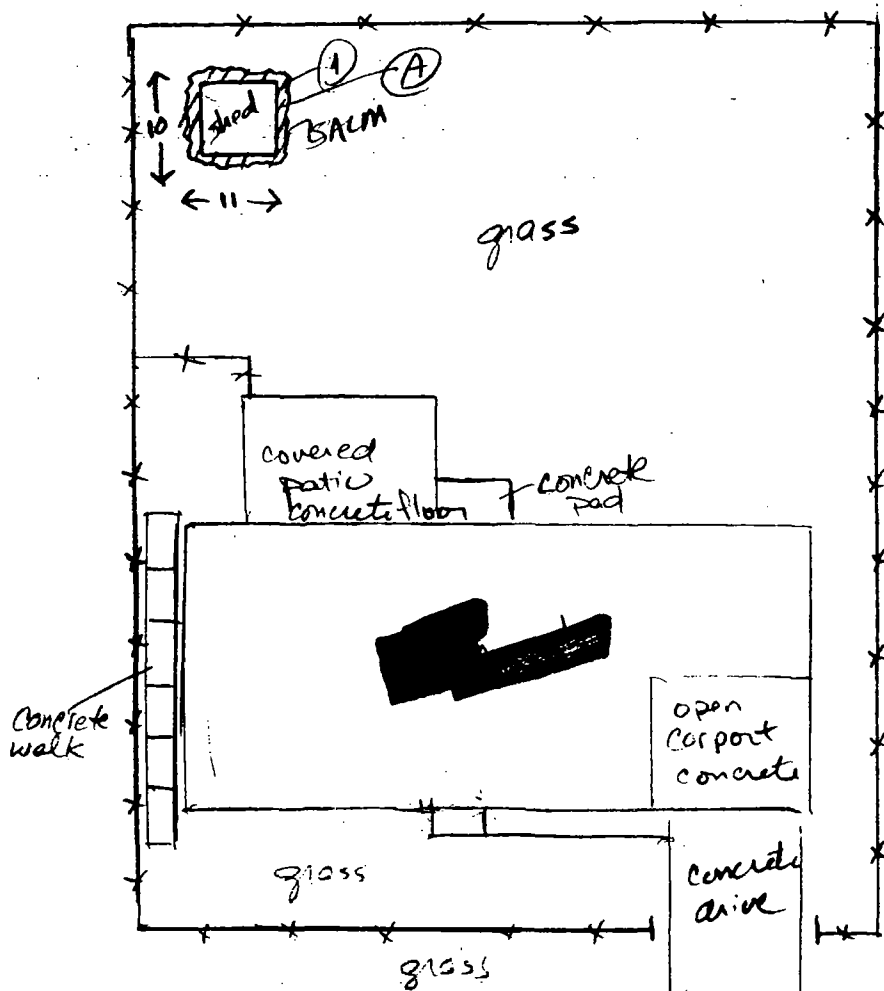 1
A
shed
BALM
10
11
grass
covered
patio
concrete floor
concrete
pad
Concrete
walk
open
carport
concrete
grass
concrete
drive
grass